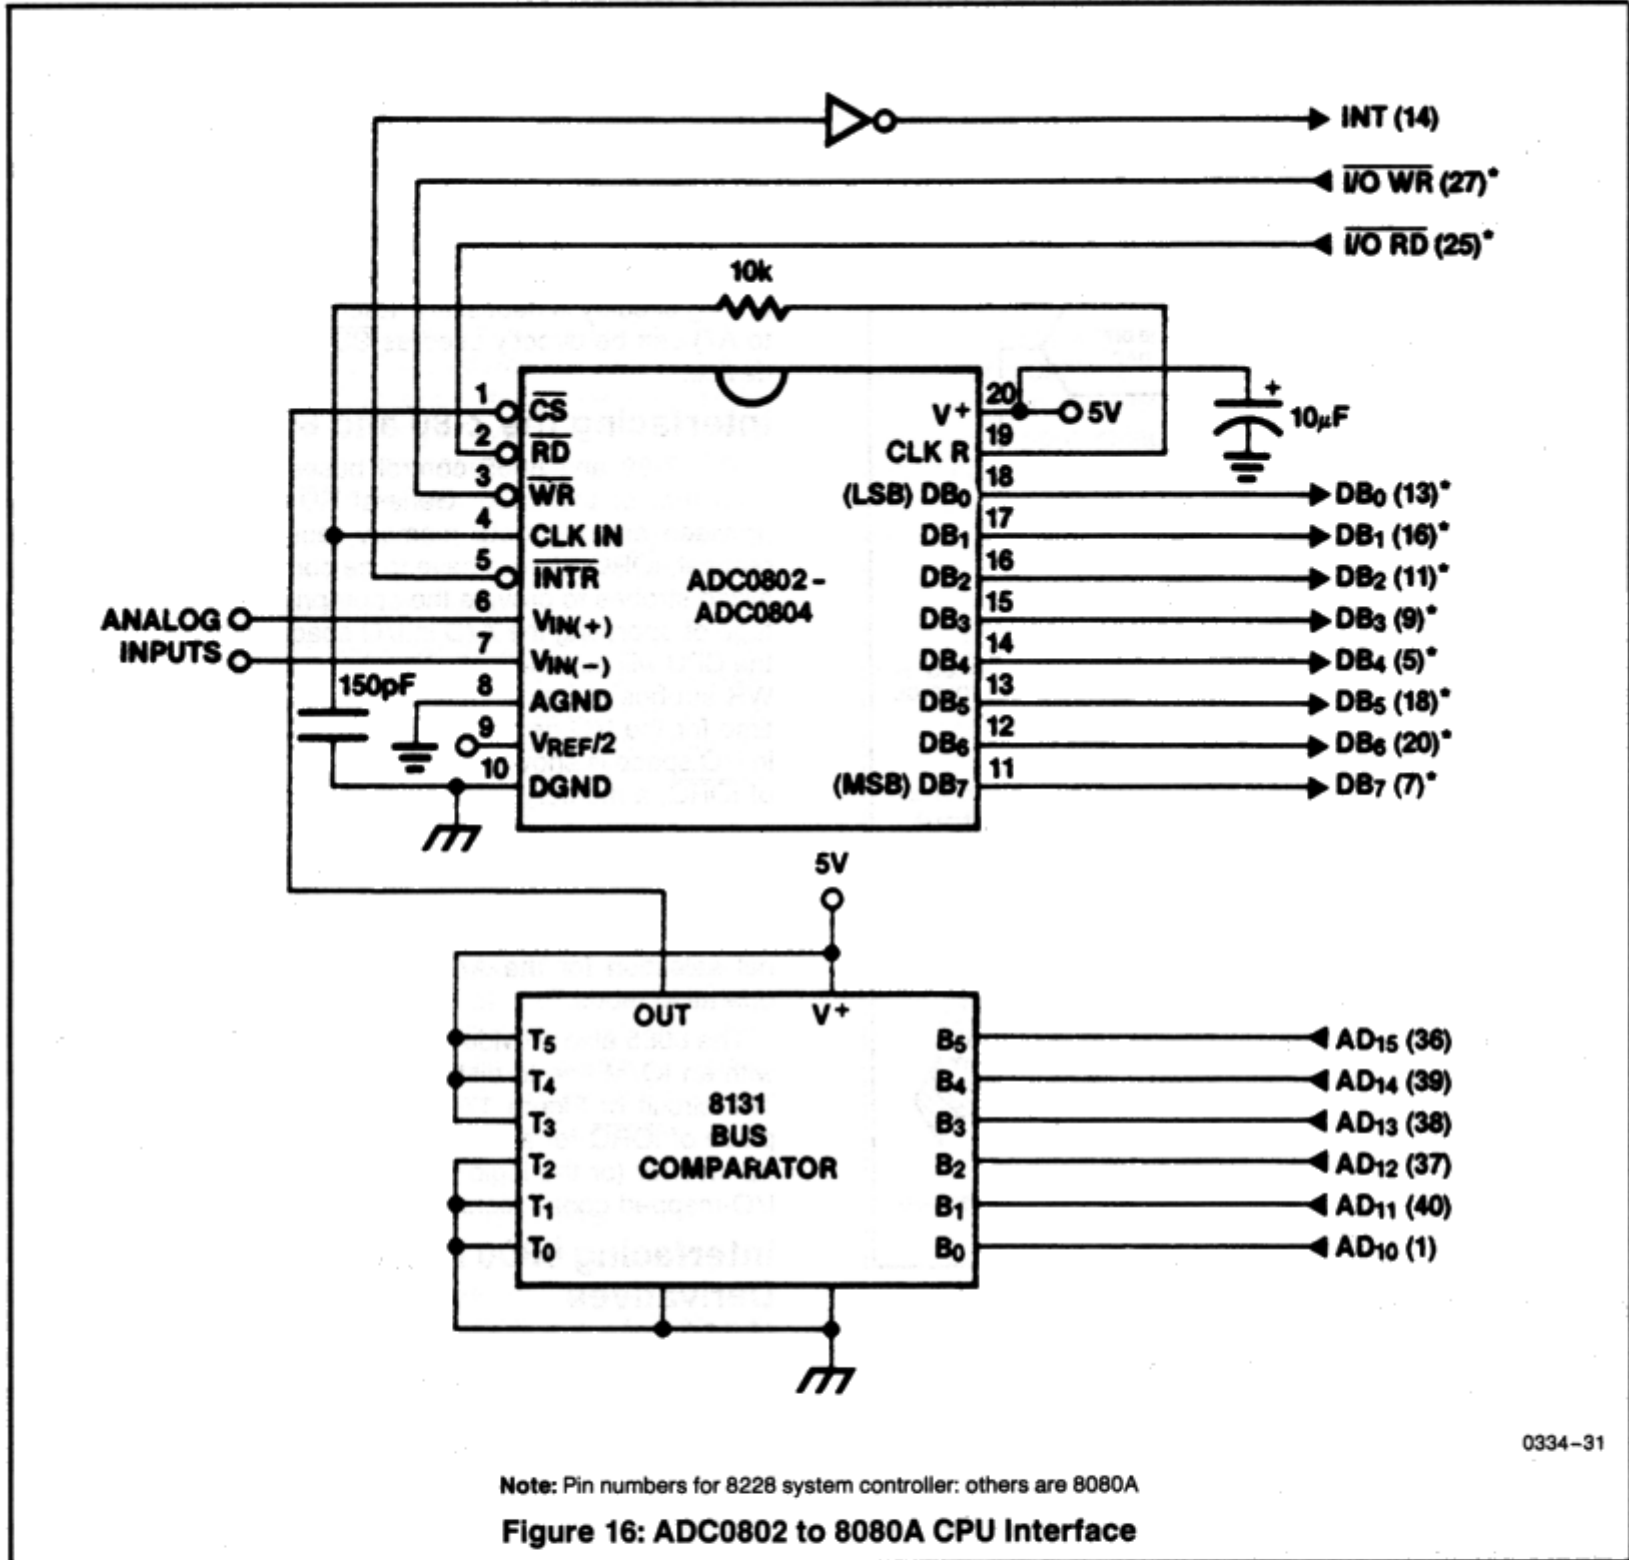 INT (14)
I/O WR (27)*
I/O RD (25)*
10k
1
CS
2
RD
3
WR
4
CLK IN
5
INTR
6
VIN(+)
7
VIN(−)
8
AGND
9
VREF/2
10
DGND
ANALOG
INPUTS
150pF
ADC0802 -
ADC0804
20
V+
5V
+
10µF
19
CLK R
18
(LSB) DB0
DB0 (13)*
17
DB1
DB1 (16)*
16
DB2
DB2 (11)*
15
DB3
DB3 (9)*
14
DB4
DB4 (5)*
13
DB5
DB5 (18)*
12
DB6
DB6 (20)*
11
(MSB) DB7
DB7 (7)*
5V
OUT
V+
T5
T4
T3
T2
T1
T0
8131
BUS
COMPARATOR
B5
AD15 (36)
B4
AD14 (39)
B3
AD13 (38)
B2
AD12 (37)
B1
AD11 (40)
B0
AD10 (1)
0334–31
Note: Pin numbers for 8228 system controller: others are 8080A
Figure 16: ADC0802 to 8080A CPU Interface